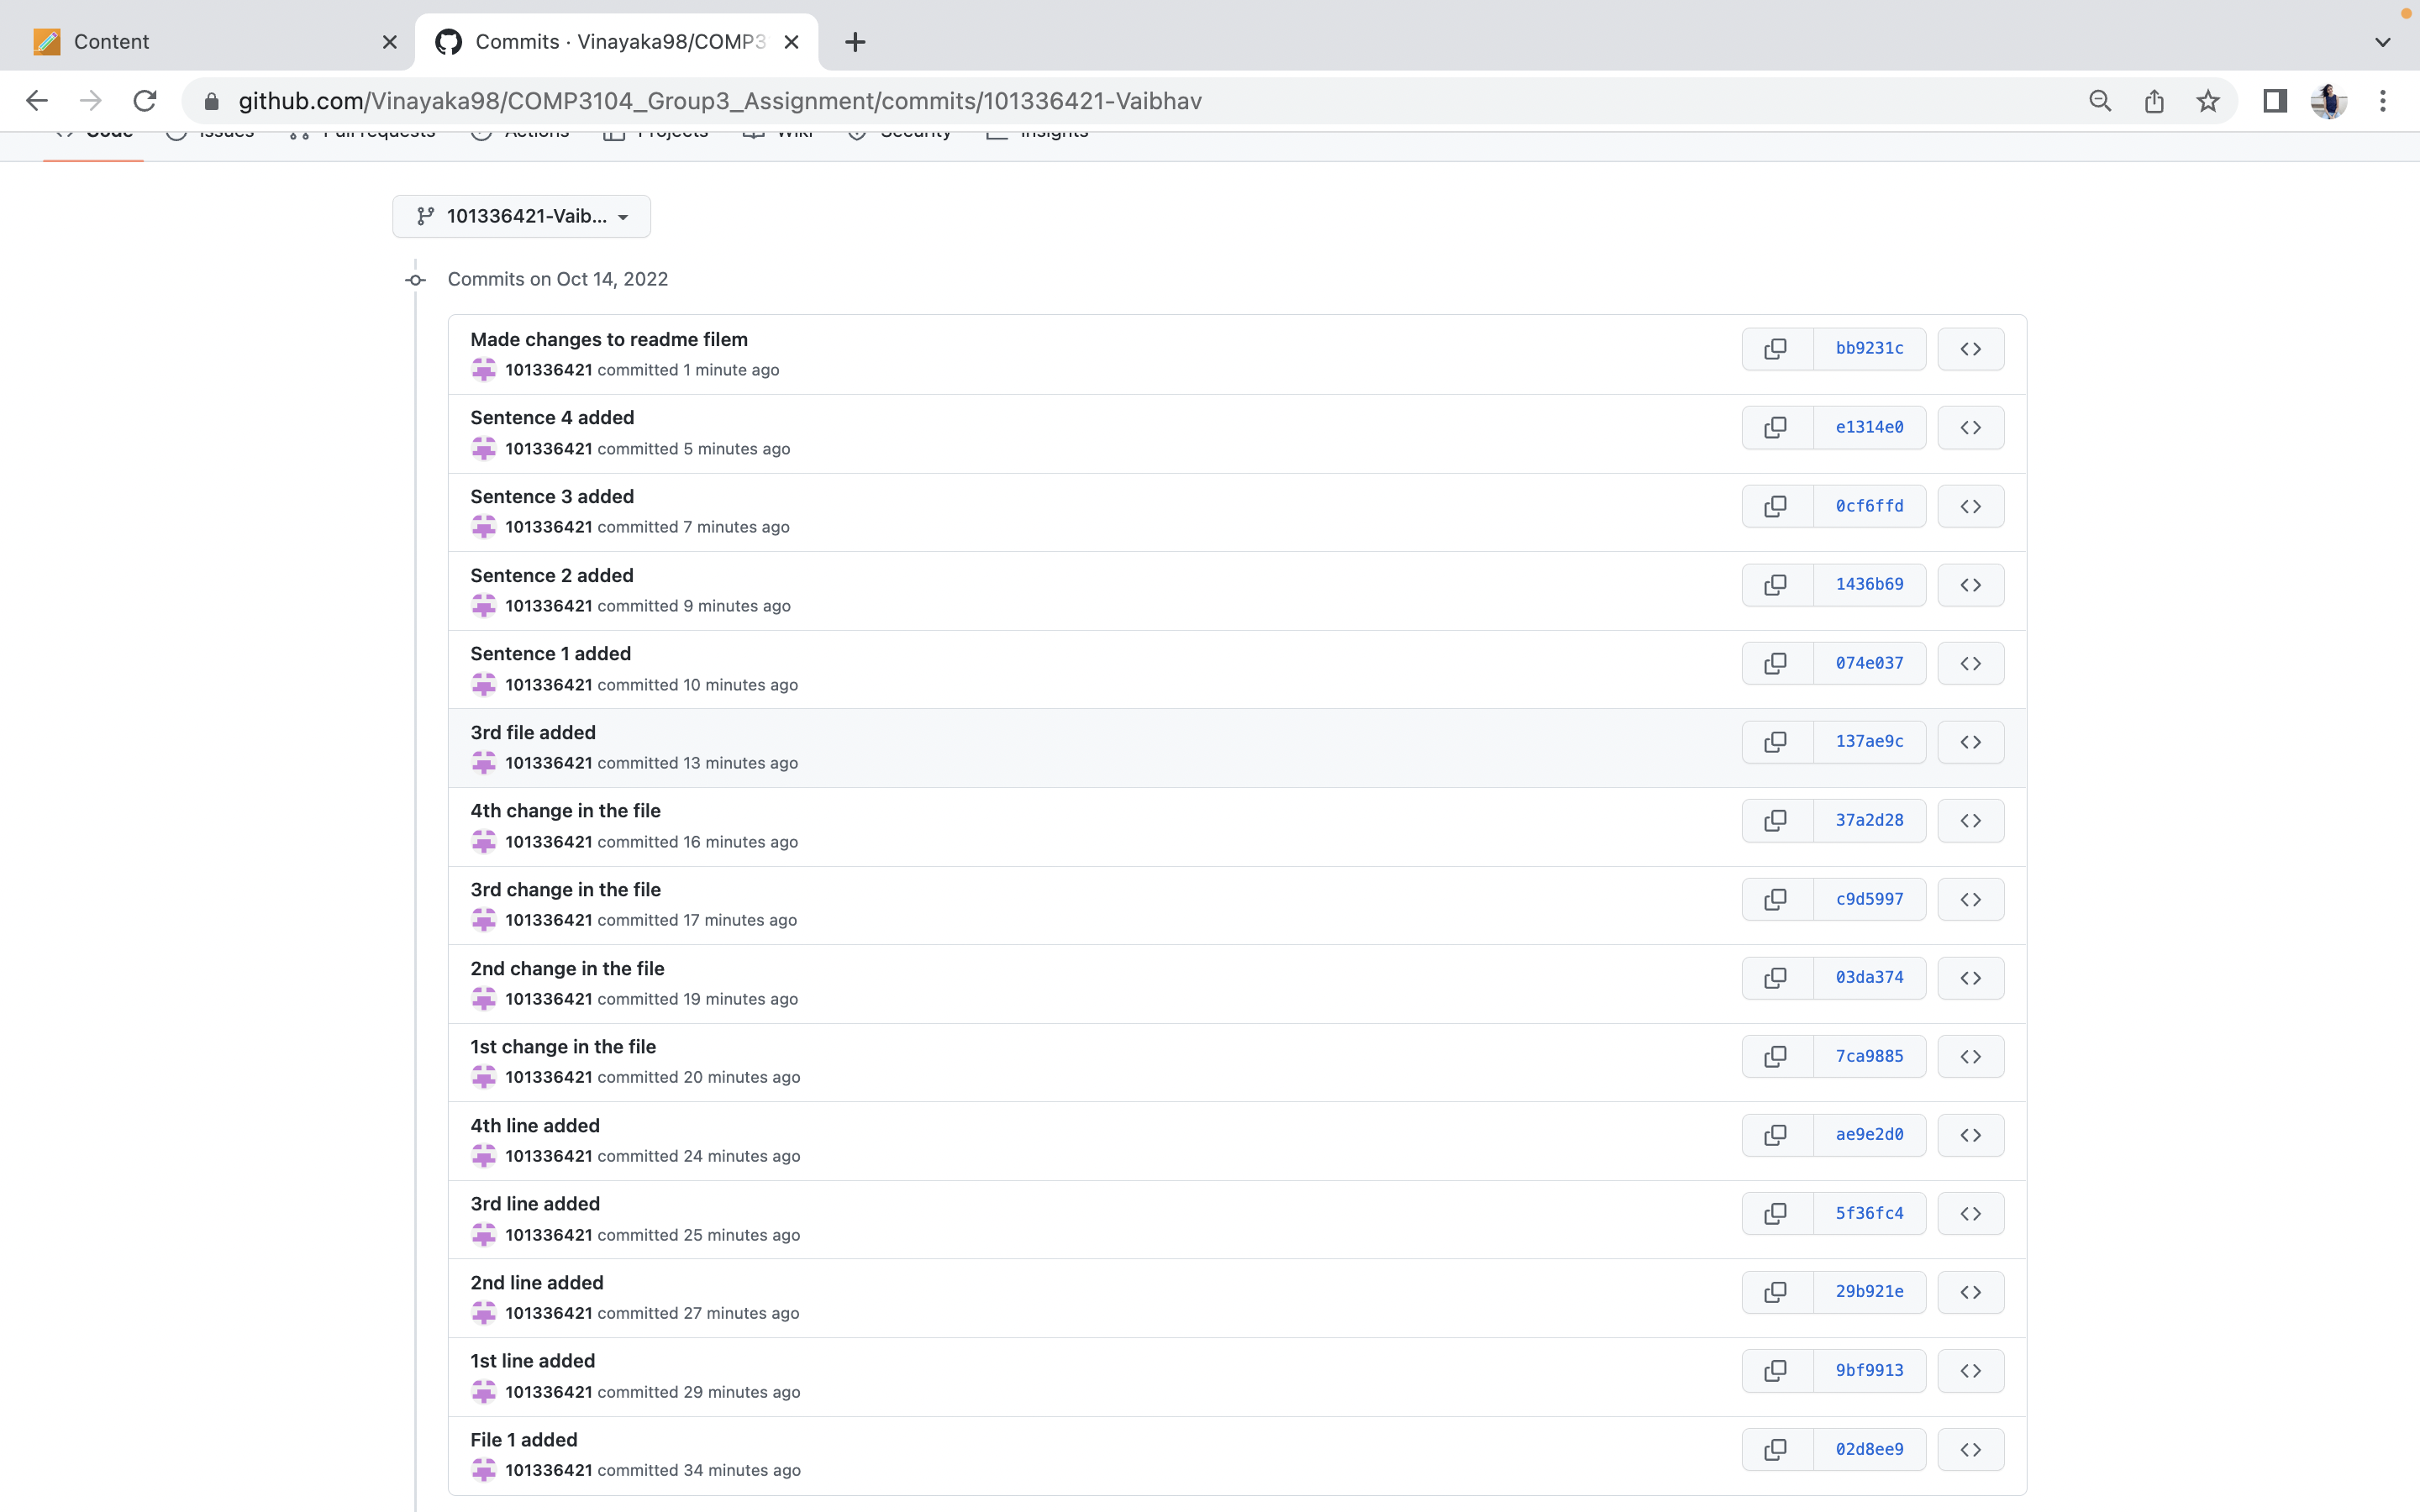 Content
Commits · Vinayaka98/COMP3
github.com/Vinayaka98/COMP3104_Group3_Assignment/commits/101336421-Vaibhav
Code Issues Pull requests Actions Projects Wiki Security Insights
101336421-Vaib...
Commits on Oct 14, 2022
Made changes to readme filem
101336421 committed 1 minute ago
bb9231c
Sentence 4 added
101336421 committed 5 minutes ago
e1314e0
Sentence 3 added
101336421 committed 7 minutes ago
0cf6ffd
Sentence 2 added
101336421 committed 9 minutes ago
1436b69
Sentence 1 added
101336421 committed 10 minutes ago
074e037
3rd file added
101336421 committed 13 minutes ago
137ae9c
4th change in the file
101336421 committed 16 minutes ago
37a2d28
3rd change in the file
101336421 committed 17 minutes ago
c9d5997
2nd change in the file
101336421 committed 19 minutes ago
03da374
1st change in the file
101336421 committed 20 minutes ago
7ca9885
4th line added
101336421 committed 24 minutes ago
ae9e2d0
3rd line added
101336421 committed 25 minutes ago
5f36fc4
2nd line added
101336421 committed 27 minutes ago
29b921e
1st line added
101336421 committed 29 minutes ago
9bf9913
File 1 added
101336421 committed 34 minutes ago
02d8ee9